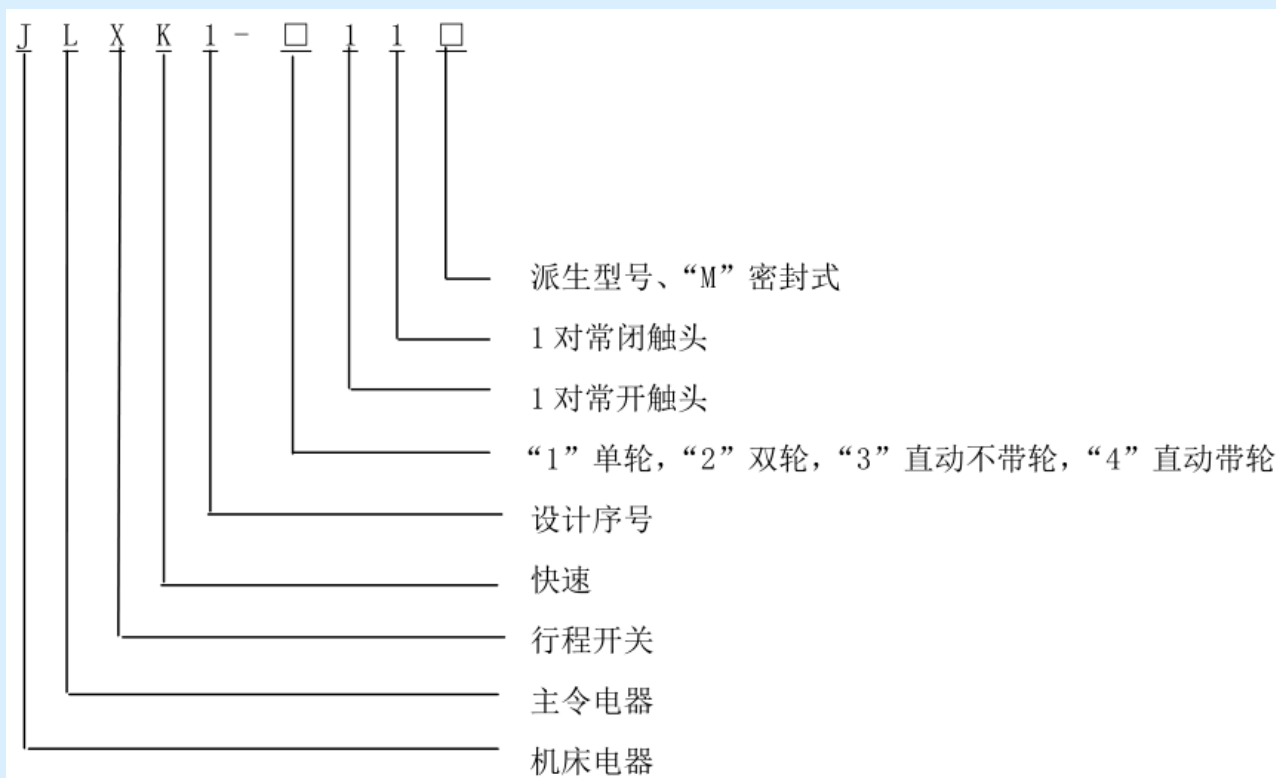 J L X K 1 - □ 1 1 □
派生型号、“M”密封式
1对常闭触头
1对常开触头
“1”单轮，“2”双轮，“3”直动不带轮，“4”直动带轮
设计序号
快速
行程开关
主令电器
机床电器